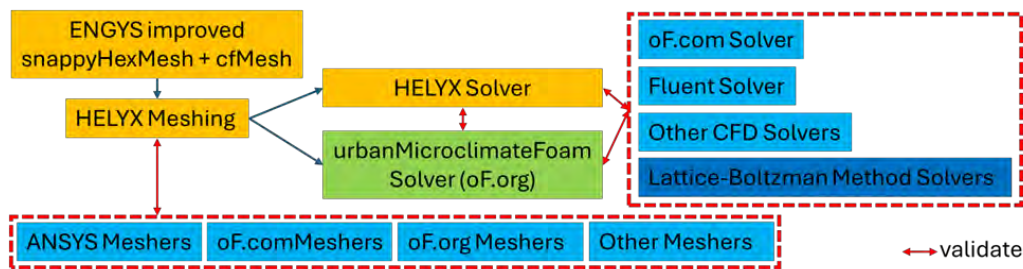 ENGYS improved
snappyHexMesh + cfMesh
HELYX Meshing
HELYX Solver
urbanMicroclimateFoam
Solver (oF.org)
oF.com Solver
Fluent Solver
Other CFD Solvers
Lattice-Boltzman Method Solvers
ANSYS Meshers
oF.comMeshers
oF.org Meshers
Other Meshers
validate